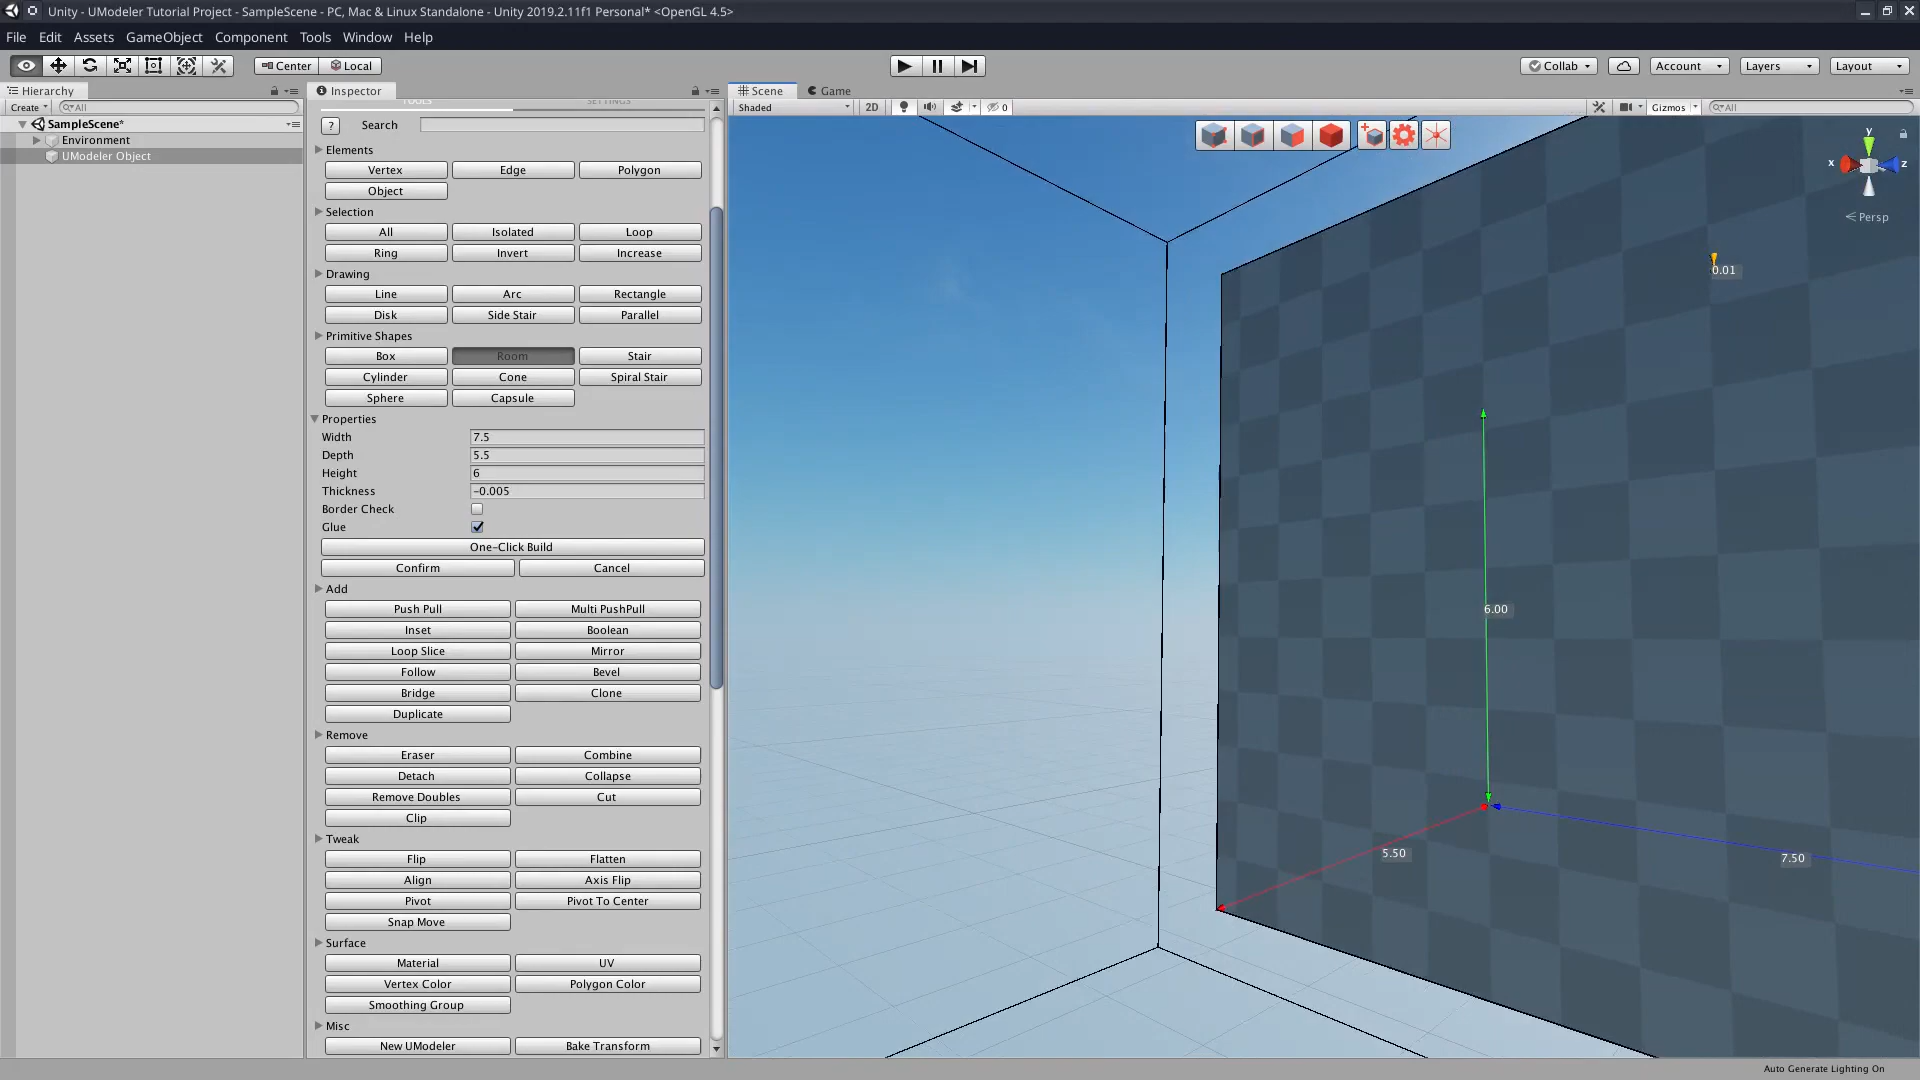 Unity - UModeler Tutorial Project - SampleScene - PC, Mac & Linux Standalone - Unity 2019.2.11f1 Personal* <OpenGL 4.5>
File Edit Assets GameObject Component Tools Window Help
Center Local Collab Account Layers Layout
Hierarchy
Create All
SampleScene*
Environment
UModeler Object
Inspector
TOOLS SETTINGS
? Search
Elements
Vertex Edge Polygon
Object
Selection
All Isolated Loop
Ring Invert Increase
Drawing
Line Arc Rectangle
Disk Side Stair Parallel
Primitive Shapes
Box Room Stair
Cylinder Cone Spiral Stair
Sphere Capsule
Properties
Width 7.5
Depth 5.5
Height 6
Thickness -0.005
Border Check
Glue
One-Click Build
Confirm Cancel
Add
Push Pull Multi PushPull
Inset Boolean
Loop Slice Mirror
Follow Bevel
Bridge Clone
Duplicate
Remove
Eraser Combine
Detach Collapse
Remove Doubles Cut
Clip
Tweak
Flip Flatten
Align Axis Flip
Pivot Pivot To Center
Snap Move
Surface
Material UV
Vertex Color Polygon Color
Smoothing Group
Misc
New UModeler Bake Transform
Scene Game
Shaded 2D 0 Gizmos All
y
x z
Persp
0.01
6.00
5.50
7.50
Auto Generate Lighting On